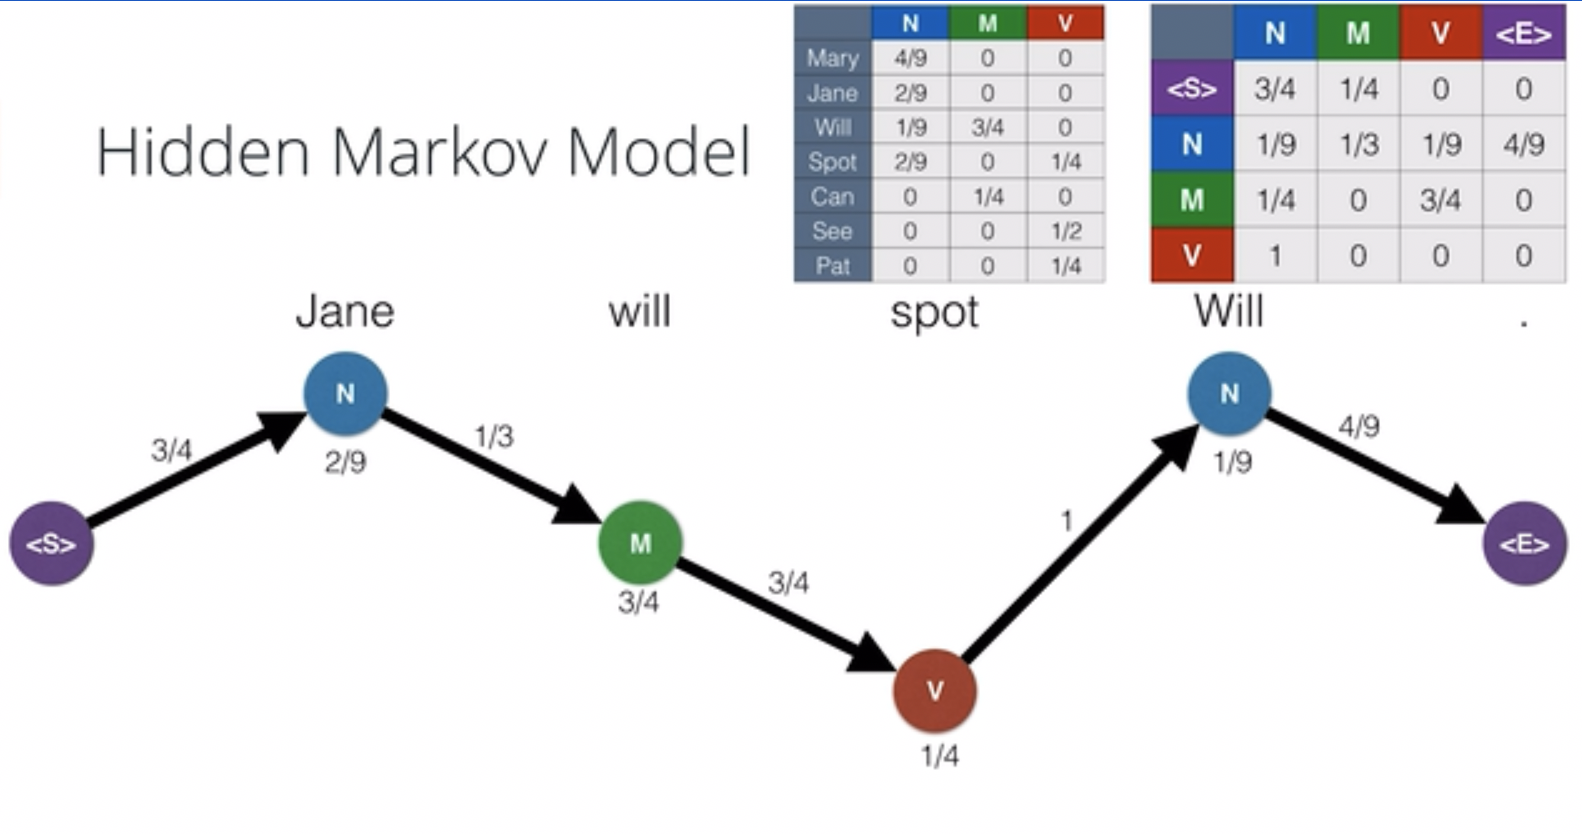 Hidden Markov Model
N M V
Mary 4/9 0 0
Jane 2/9 0 0
Will 1/9 3/4 0
Spot 2/9 0 1/4
Can 0 1/4 0
See 0 0 1/2
Pat 0 0 1/4
N M V <E>
<S> 3/4 1/4 0 0
N 1/9 1/3 1/9 4/9
M 1/4 0 3/4 0
V 1 0 0 0
Jane will spot Will .
N N
3/4 1/3 4/9
2/9 1/9
1
<S> M <E>
3/4 3/4
V
1/4